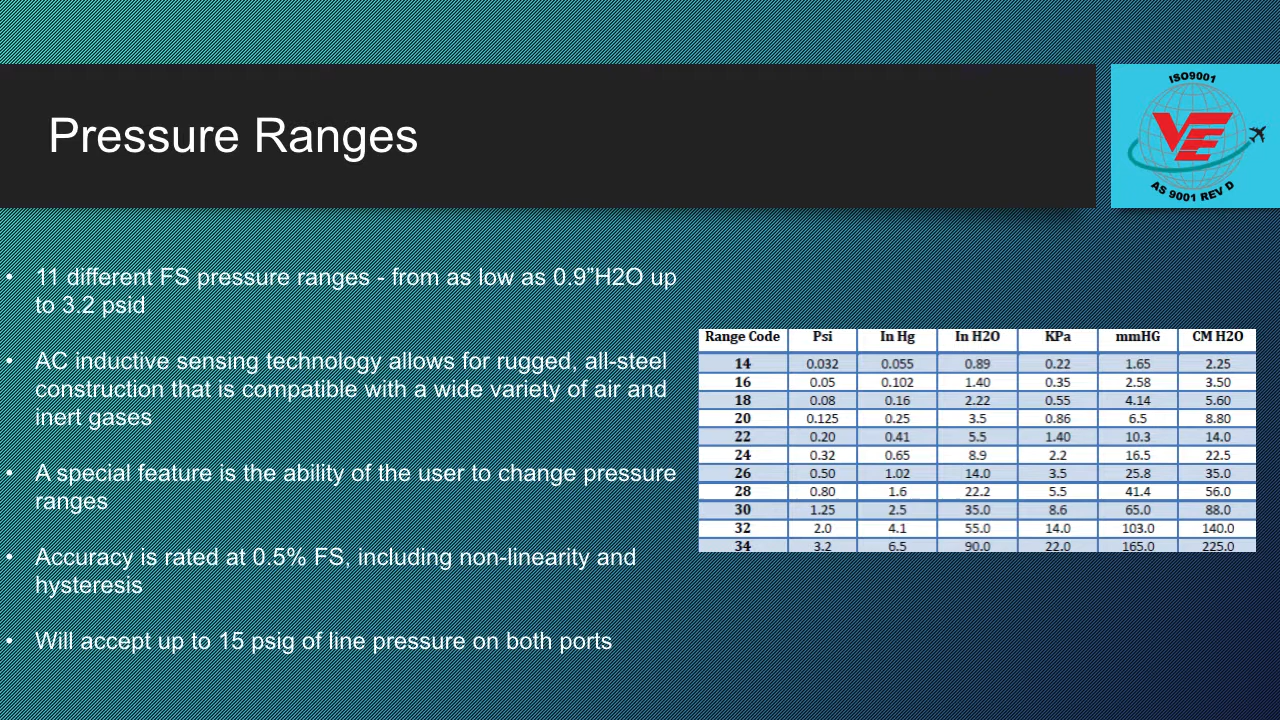 ISO9001
VE
AS 9001 REV D
Pressure Ranges
• 11 different FS pressure ranges - from as low as 0.9”H2O up
to 3.2 psid
• AC inductive sensing technology allows for rugged, all-steel
construction that is compatible with a wide variety of air and
inert gases
• A special feature is the ability of the user to change pressure
ranges
• Accuracy is rated at 0.5% FS, including non-linearity and
hysteresis
• Will accept up to 15 psig of line pressure on both ports
Range Code Psi In Hg In H2O KPa mmHG CM H2O
14 0.032 0.055 0.89 0.22 1.65 2.25
16 0.05 0.102 1.40 0.35 2.58 3.50
18 0.08 0.16 2.22 0.55 4.14 5.60
20 0.125 0.25 3.5 0.86 6.5 8.80
22 0.20 0.41 5.5 1.40 10.3 14.0
24 0.32 0.65 8.9 2.2 16.5 22.5
26 0.50 1.02 14.0 3.5 25.8 35.0
28 0.80 1.6 22.2 5.5 41.4 56.0
30 1.25 2.5 35.0 8.6 65.0 88.0
32 2.0 4.1 55.0 14.0 103.0 140.0
34 3.2 6.5 90.0 22.0 165.0 225.0